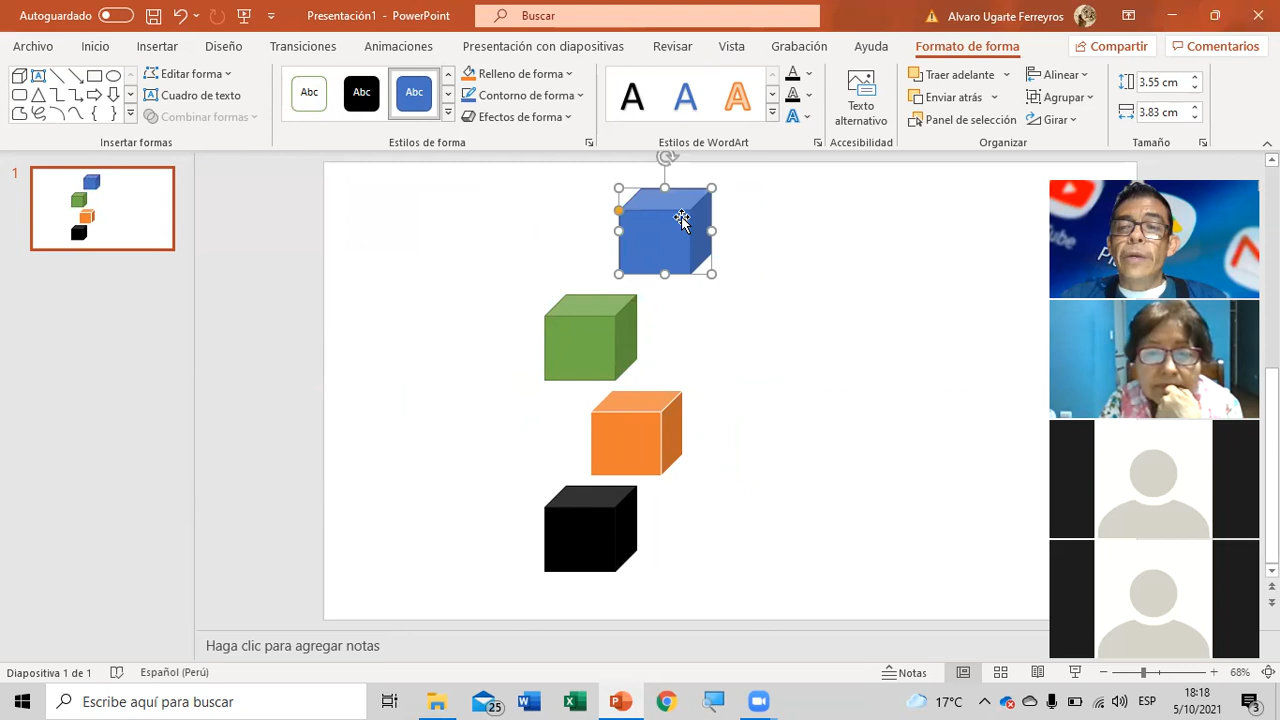 Autoguardado
Presentación1 - PowerPoint
Buscar
Alvaro Ugarte Ferreyros
Archivo Inicio Insertar Diseño Transiciones Animaciones Presentación con diapositivas Revisar Vista Grabación Ayuda Formato de forma Compartir Comentarios
Editar forma
Cuadro de texto
Combinar formas
Insertar formas
Abc Abc Abc
Relleno de forma
Contorno de forma
Efectos de forma
Estilos de forma
A A A
A
A
A
Estilos de WordArt
Texto
alternativo
Accesibilidad
Traer adelante
Enviar atrás
Panel de selección
Alinear
Agrupar
Girar
Organizar
3.55 cm
3.83 cm
Tamaño
1
Haga clic para agregar notas
Diapositiva 1 de 1
Español (Perú)
Notas
68%
Escribe aquí para buscar
25
17°C
ESP
18:18
5/10/2021
3